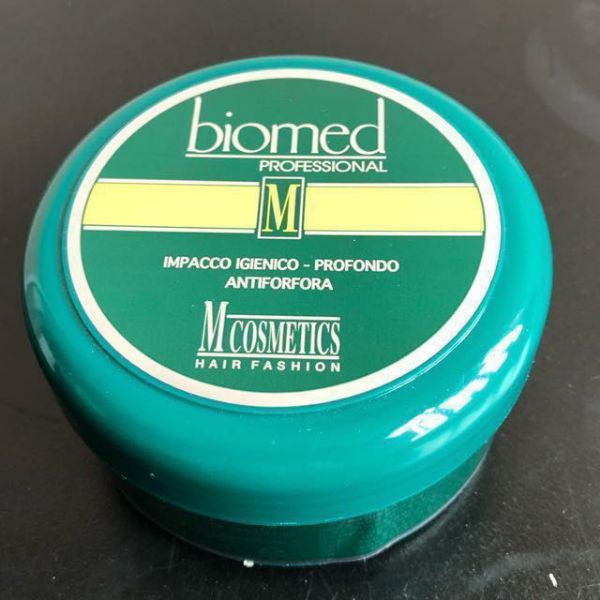 biomed
PROFESSIONAL
M
IMPACCO IGIENICO - PROFONDO
ANTIFORFORA
M COSMETICS
HAIR FASHION